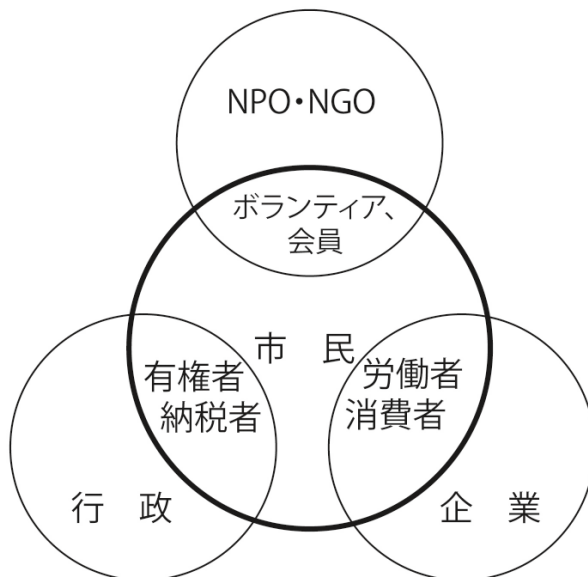 NPO・NGO
ボランティア、
会員
市　民
有権者
納税者
労働者
消費者
行　政
企　業